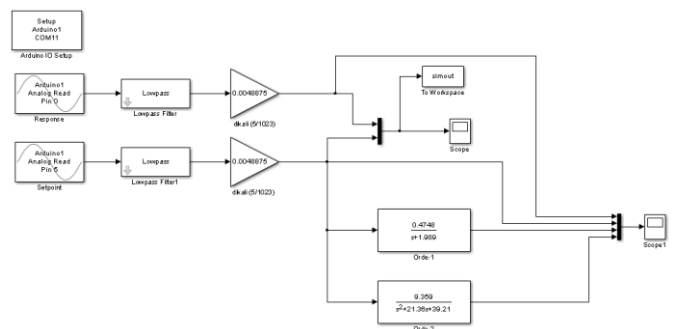 Setup
Arduino1
COM11
Arduino IO Setup
Arduino1
Analog Read
Pin 0
Response
Lowpass
Lowpass Filter
0.0048875
dikali (5/1023)
simout
To Workspace
Scope
Arduino1
Analog Read
Pin 5
Setpoint
Lowpass
Lowpass Filter1
0.0048875
dikali (5/1023)
0.4748
s+1.989
Orde-1
Scope1
9.359
s²+21.36s+39.21
Orde-2